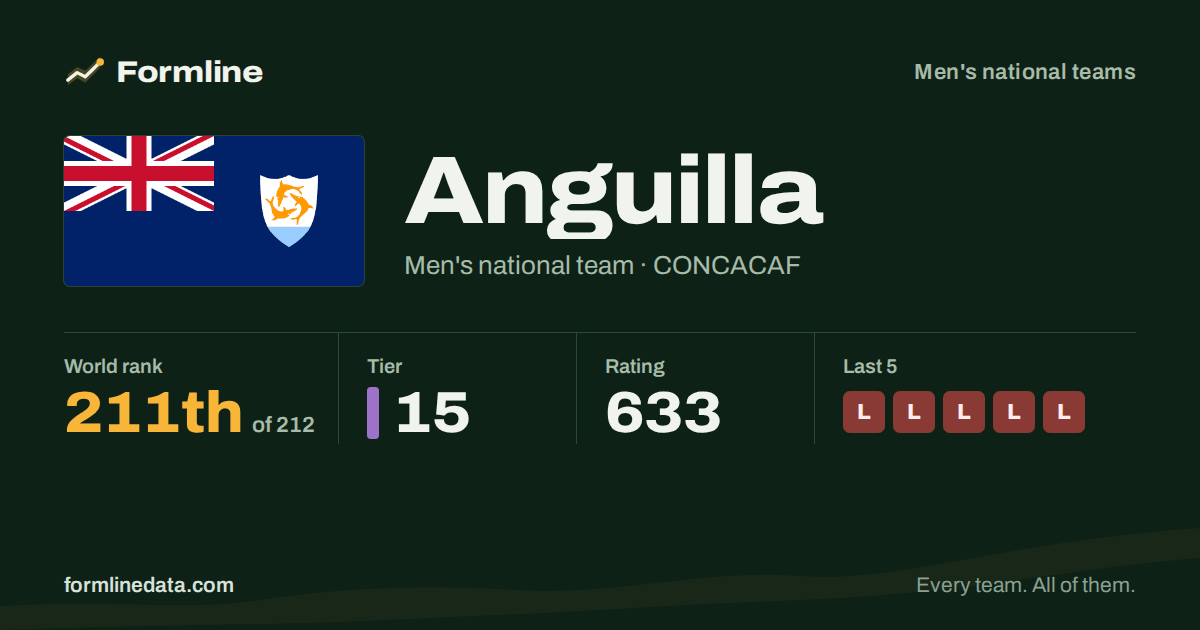 Formline
Men's national teams
Anguilla
Men's national team · CONCACAF
World rank
211th of 212
Tier
15
Rating
633
Last 5
L L L L L
formlinedata.com
Every team. All of them.